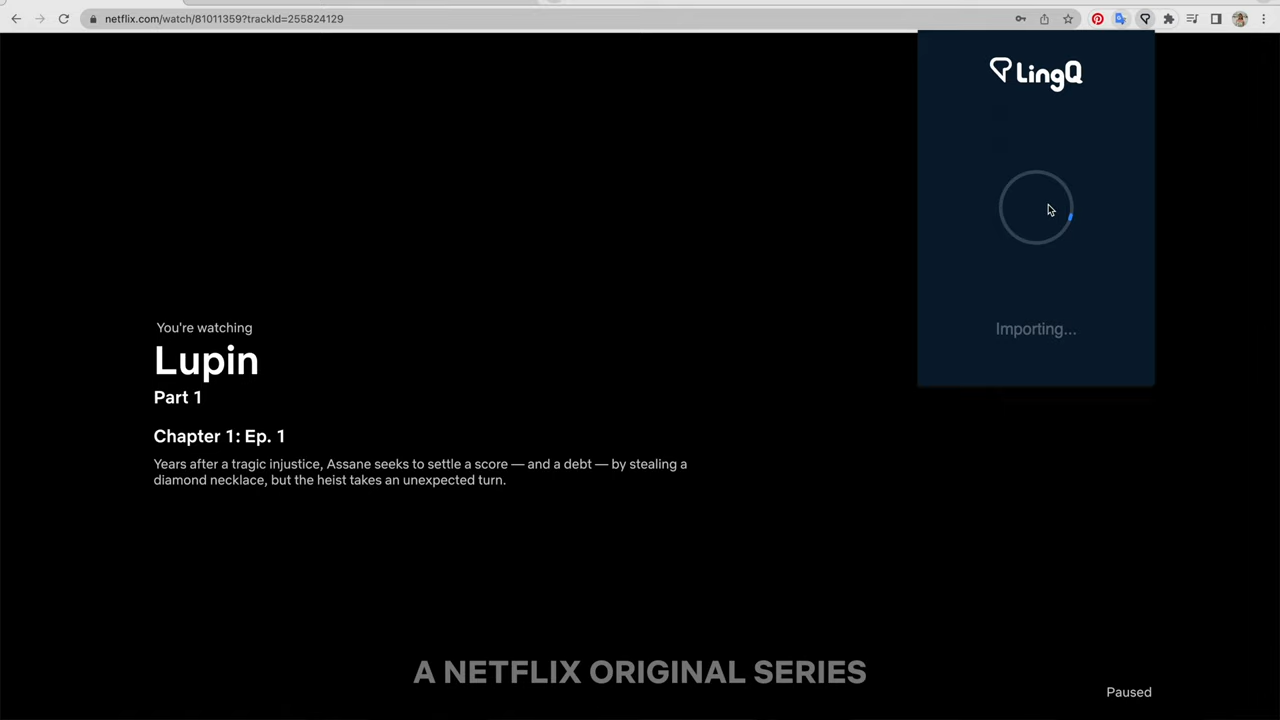 netflix.com/watch/81011359?trackId=255824129
LingQ
Importing...
You're watching
Lupin
Part 1
Chapter 1: Ep. 1
Years after a tragic injustice, Assane seeks to settle a score — and a debt — by stealing a
diamond necklace, but the heist takes an unexpected turn.
A NETFLIX ORIGINAL SERIES
Paused